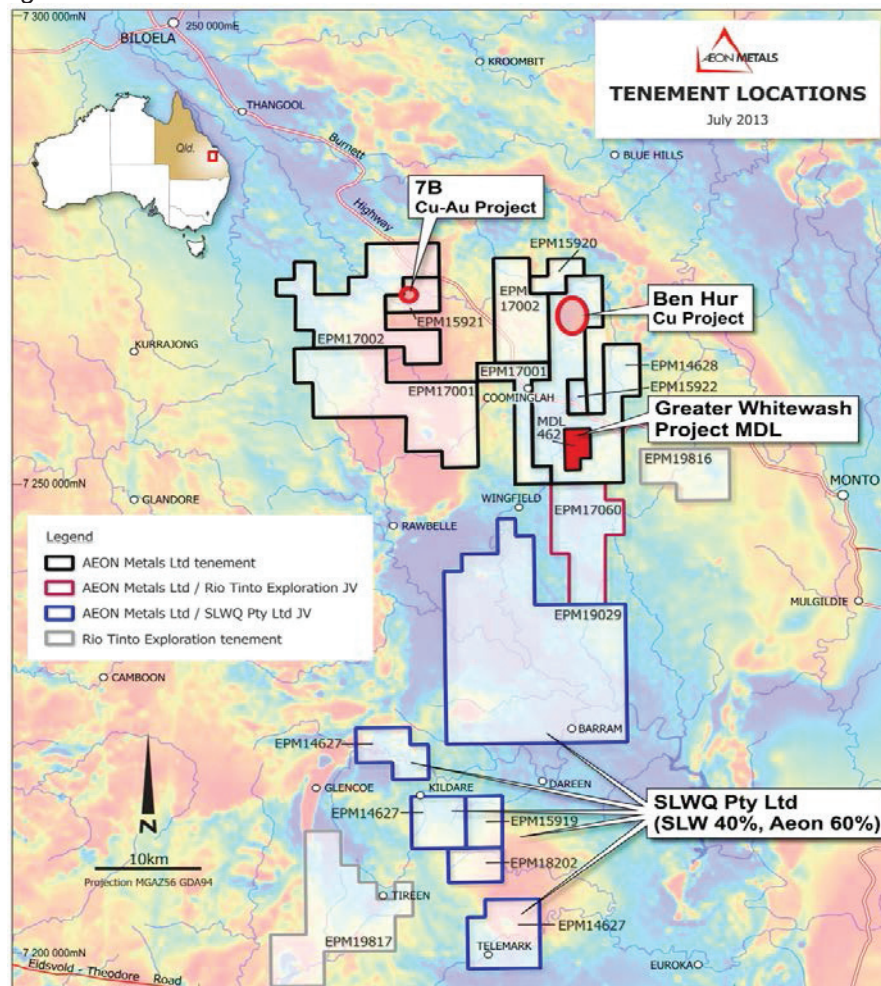 7 300 000mN
250 000mE
BILOELA
KROOMBIT
AEON METALS
TENEMENT LOCATIONS
July 2013
THANGOOL
Qld.
Burnett
BLUE HILLS
7B
Cu-Au Project
Highway
EPM15920
EPM
17002
Ben Hur
Cu Project
EPM15921
EPM17002
KURRAJONG
EPM17001
EPM14628
EPM17001
EPM15922
COOMINGLAH
Greater Whitewash
Project MDL
MDL
462
EPM19816
7 250 000mN
GLANDORE
WINGFIELD
MONTO
EPM17060
RAWBELLE
Legend
AEON Metals Ltd tenement
AEON Metals Ltd / Rio Tinto Exploration JV
AEON Metals Ltd / SLWQ Pty Ltd JV
Rio Tinto Exploration tenement
EPM19029
MULGILDIE
CAMBOON
BARRAM
EPM14627
GLENCOE
KILDARE
DAREEN
SLWQ Pty Ltd
(SLW 40%, Aeon 60%)
EPM14627
EPM15919
N
EPM18202
10km
Projection MGAZ56 GDA94
TIREEN
EPM14627
EPM19817
TELEMARK
7 200 000mN
EUROKA
Eidsvold - Theodore Road